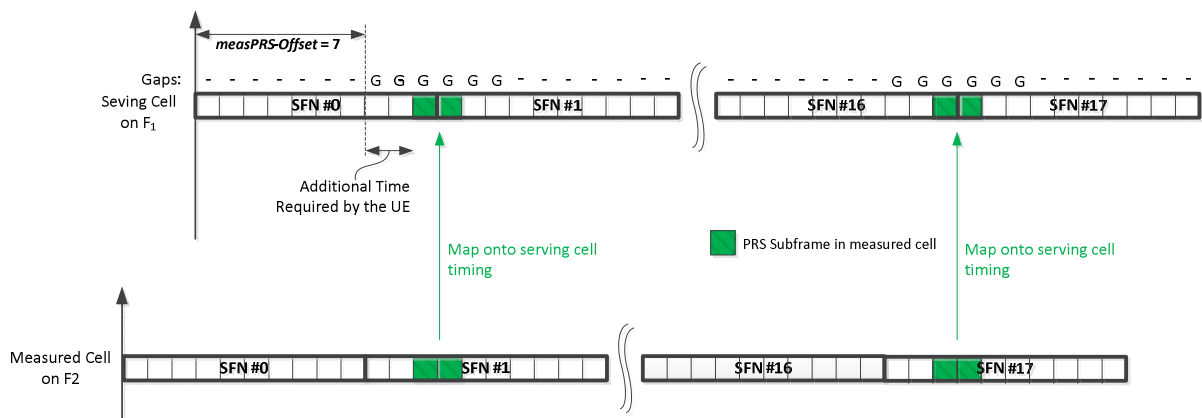 measPRS-Offset = 7
Gaps: - - - - - - - G G G G G G - - - - - - - - - - - - - - G G G G G G - - - - - - -
Seving Cell
on F1
SFN #0
SFN #1
SFN #16
SFN #17
Additional Time
Required by the UE
Map onto serving cell
timing
PRS Subframe in measured cell
Map onto serving cell
timing
Measured Cell
on F2
SFN #0
SFN #1
SFN #16
SFN #17